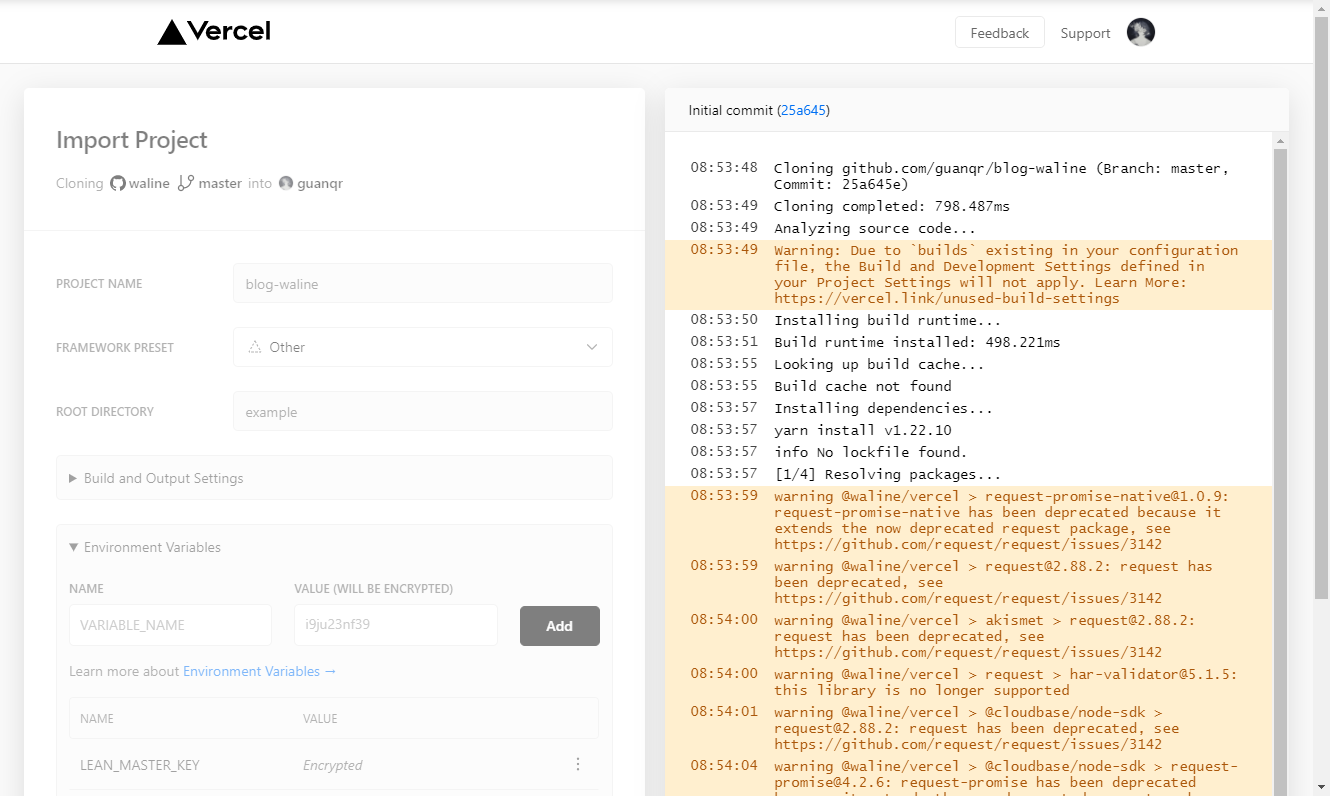 Vercel
Feedback
Support
Import Project
Cloning waline master into guanqr
PROJECT NAME
blog-waline
FRAMEWORK PRESET
Other
ROOT DIRECTORY
example
Build and Output Settings
Environment Variables
NAME VALUE (WILL BE ENCRYPTED)
VARIABLE_NAME i9ju23nf39 Add
Learn more about Environment Variables →
NAME VALUE
LEAN_MASTER_KEY Encrypted
Initial commit (25a645)
08:53:48 Cloning github.com/guanqr/blog-waline (Branch: master,
Commit: 25a645e)
08:53:49 Cloning completed: 798.487ms
08:53:49 Analyzing source code...
08:53:49 Warning: Due to `builds` existing in your configuration
file, the Build and Development Settings defined in
your Project Settings will not apply. Learn More:
https://vercel.link/unused-build-settings
08:53:50 Installing build runtime...
08:53:51 Build runtime installed: 498.221ms
08:53:55 Looking up build cache...
08:53:55 Build cache not found
08:53:57 Installing dependencies...
08:53:57 yarn install v1.22.10
08:53:57 info No lockfile found.
08:53:57 [1/4] Resolving packages...
08:53:59 warning @waline/vercel > request-promise-native@1.0.9:
request-promise-native has been deprecated because it
extends the now deprecated request package, see
https://github.com/request/request/issues/3142
08:53:59 warning @waline/vercel > request@2.88.2: request has
been deprecated, see
https://github.com/request/request/issues/3142
08:54:00 warning @waline/vercel > akismet > request@2.88.2:
request has been deprecated, see
https://github.com/request/request/issues/3142
08:54:00 warning @waline/vercel > request > har-validator@5.1.5:
this library is no longer supported
08:54:01 warning @waline/vercel > @cloudbase/node-sdk >
request@2.88.2: request has been deprecated, see
https://github.com/request/request/issues/3142
08:54:04 warning @waline/vercel > @cloudbase/node-sdk > request-
promise@4.2.6: request-promise has been deprecated